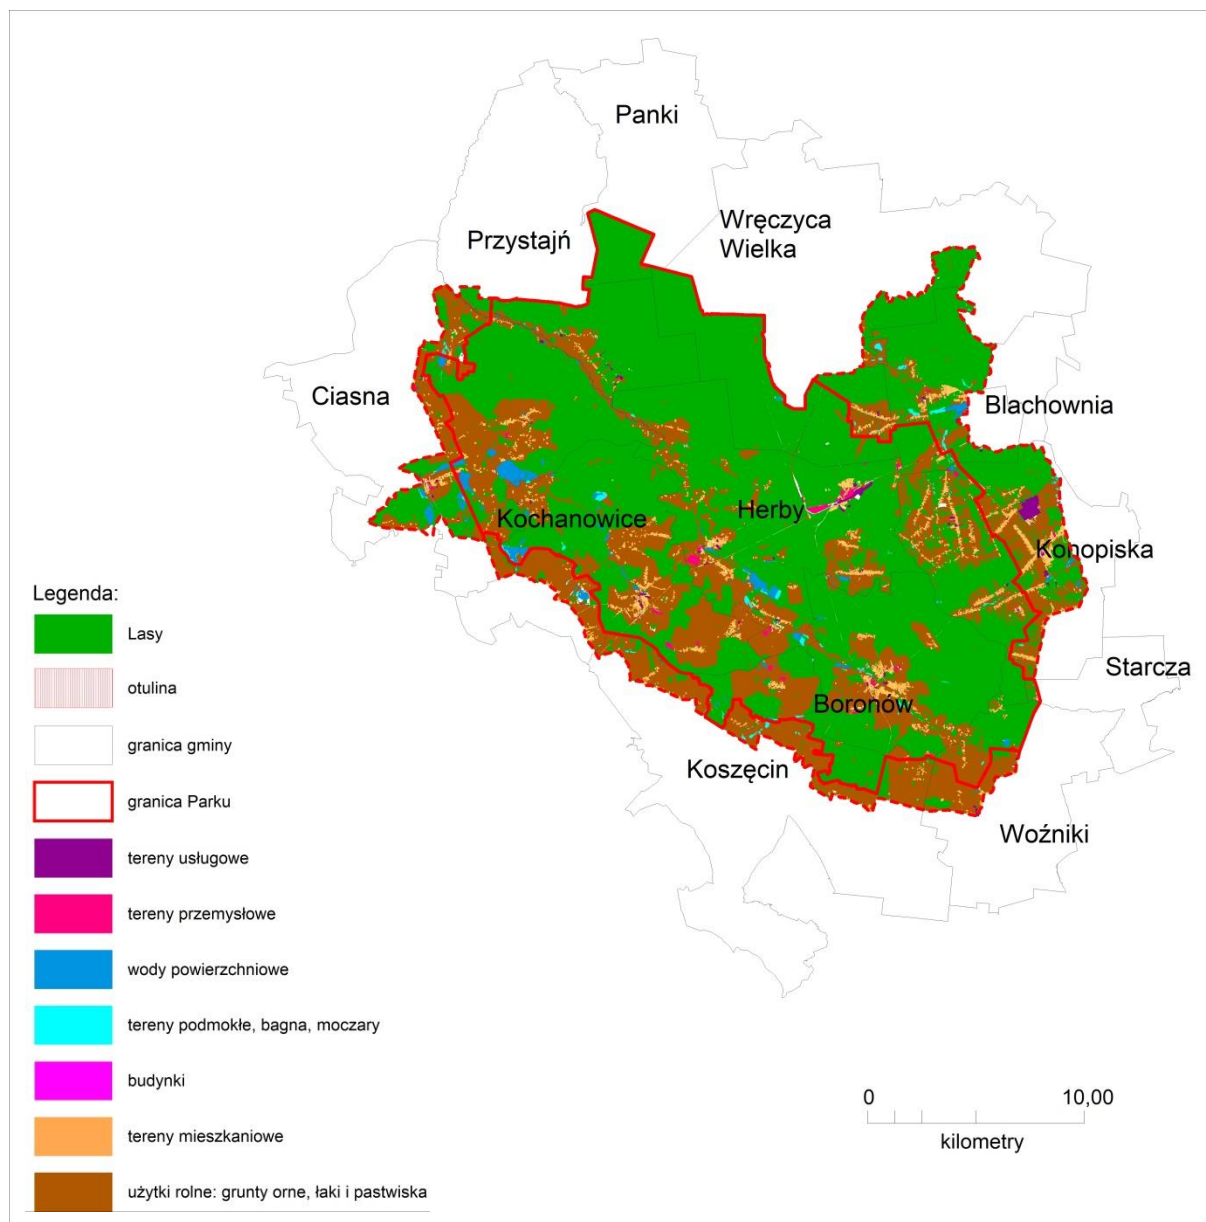 Panki
Wręczyca
Wielka
Przystajń
Ciasna
Blachownia
Kochanowice
Herby
Konopiska
Starcza
Boronów
Koszęcin
Woźniki
Legenda:
Lasy
otulina
granica gminy
granica Parku
tereny usługowe
tereny przemysłowe
wody powierzchniowe
tereny podmokłe, bagna, moczary
budynki
tereny mieszkaniowe
użytki rolne: grunty orne, łaki i pastwiska
0 10,00
kilometry